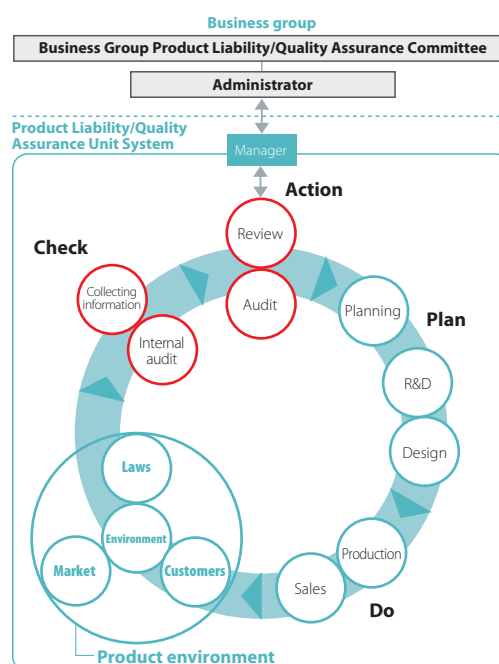 Business group
Business Group Product Liability/Quality Assurance Committee
Administrator
Product Liability/Quality
Assurance Unit System
Manager
Action
Review
Check
Collecting
information
Audit
Planning
Internal
audit
Plan
R&D
Design
Laws
Environment
Production
Market
Customers
Sales
Do
Product environment